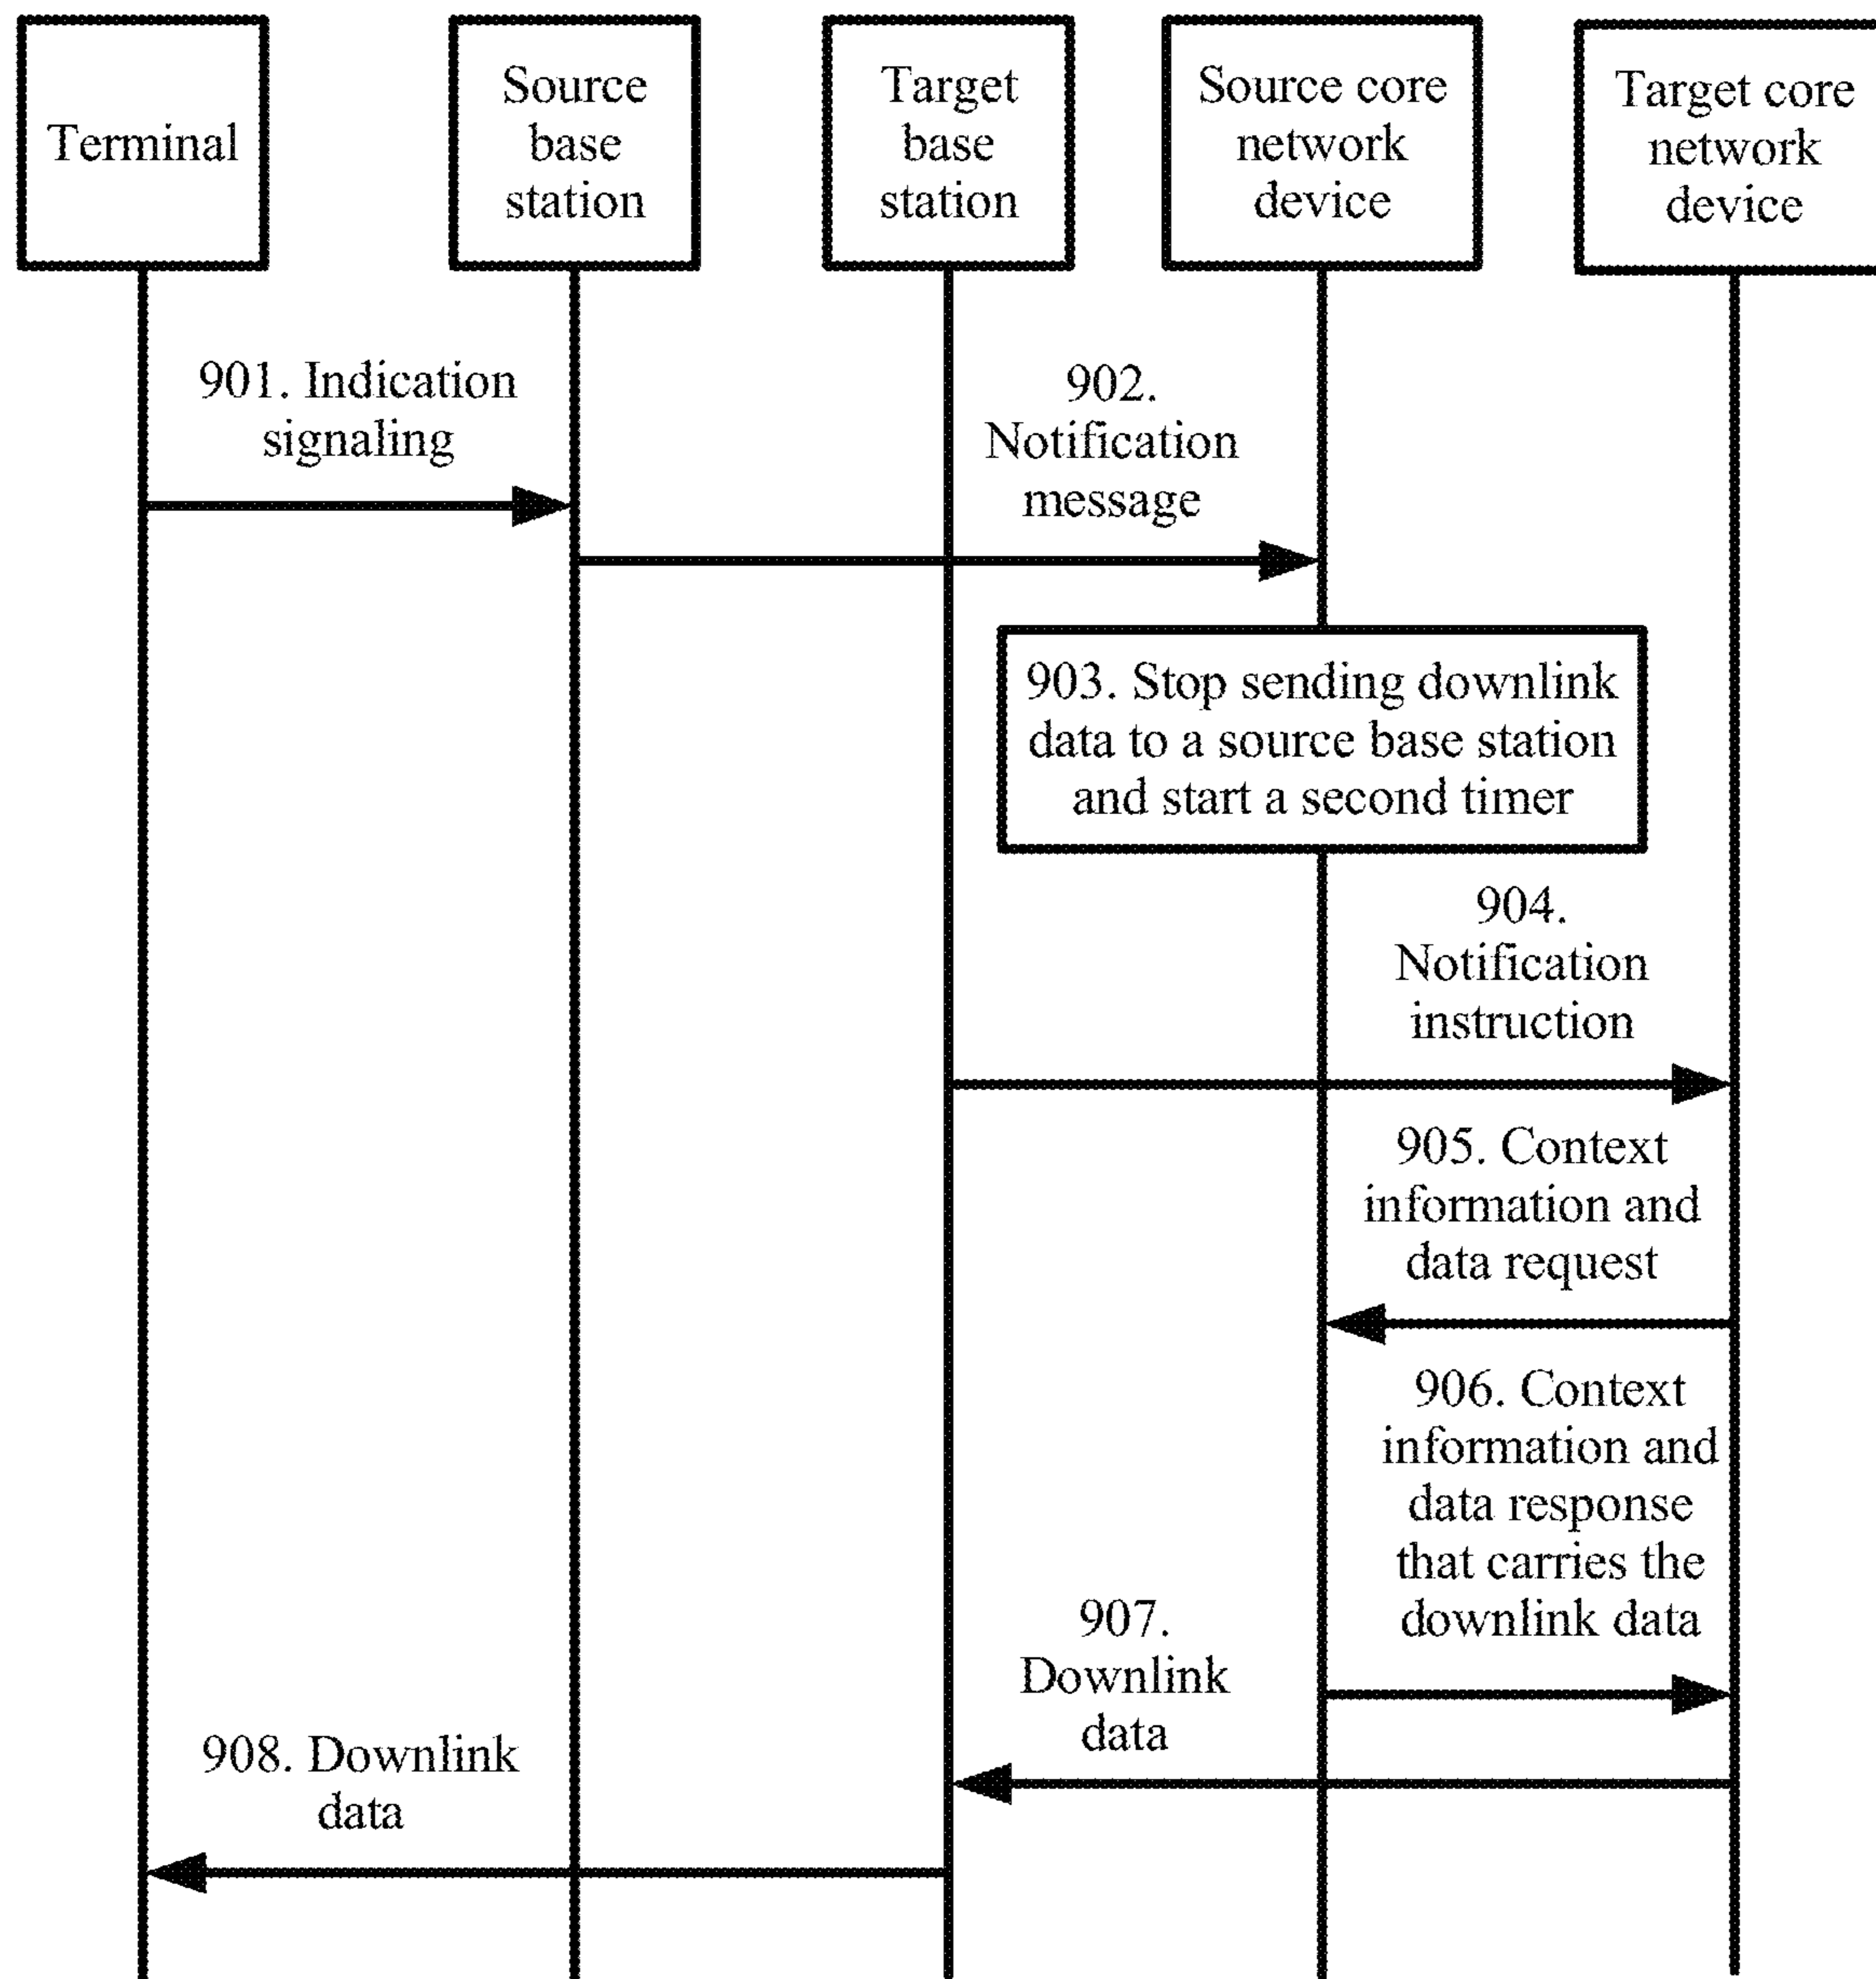 Terminal
Source
base
station
Target
base
station
Source core
network
device
Target core
network
device
901. Indication
signaling
902.
Notification
message
903. Stop sending downlink
data to a source base station
and start a second timer
904.
Notification
instruction
905. Context
information and
data request
906. Context
information and
data response
that carries the
downlink data
907.
Downlink
data
908. Downlink
data